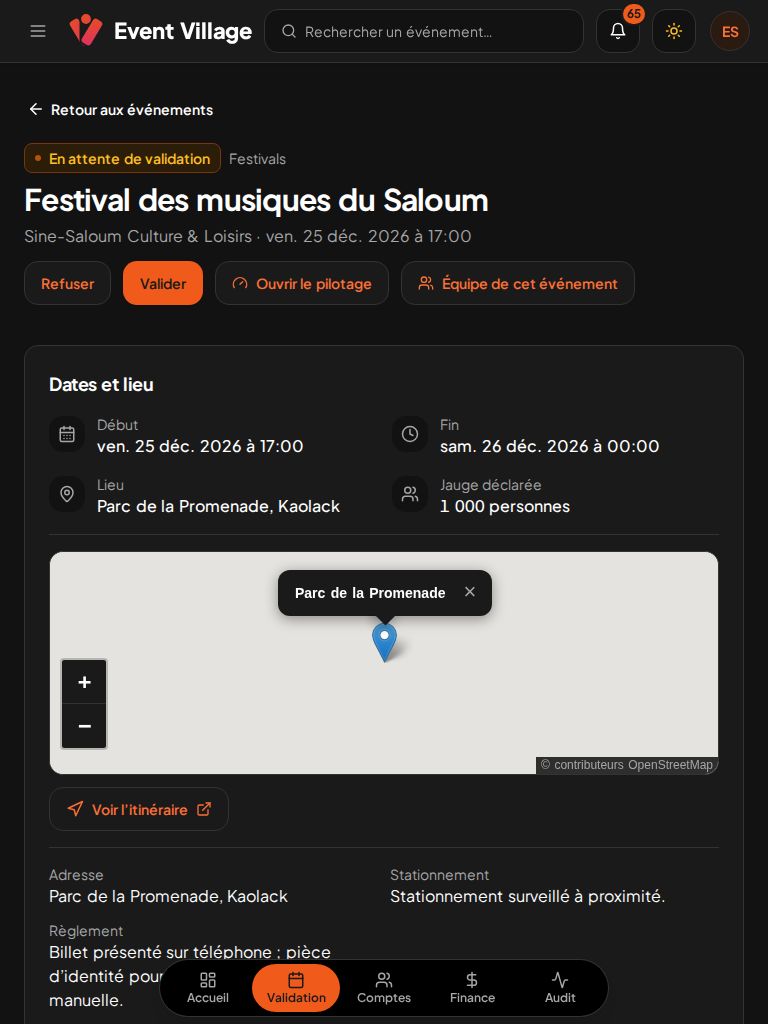 Event Village
Rechercher un événement...
65
ES
Retour aux événements
En attente de validation
Festivals
Festival des musiques du Saloum
Sine-Saloum Culture & Loisirs · ven. 25 déc. 2026 à 17:00
Refuser
Valider
Ouvrir le pilotage
Équipe de cet événement
Dates et lieu
Début
ven. 25 déc. 2026 à 17:00
Fin
sam. 26 déc. 2026 à 00:00
Lieu
Parc de la Promenade, Kaolack
Jauge déclarée
1 000 personnes
Parc de la Promenade ×
+
−
© contributeurs OpenStreetMap
Voir l’itinéraire
Adresse
Parc de la Promenade, Kaolack
Stationnement
Stationnement surveillé à proximité.
Règlement
Billet présenté sur téléphone ; pièce
d’identité pour
manuelle.
Accueil
Validation
Comptes
Finance
Audit